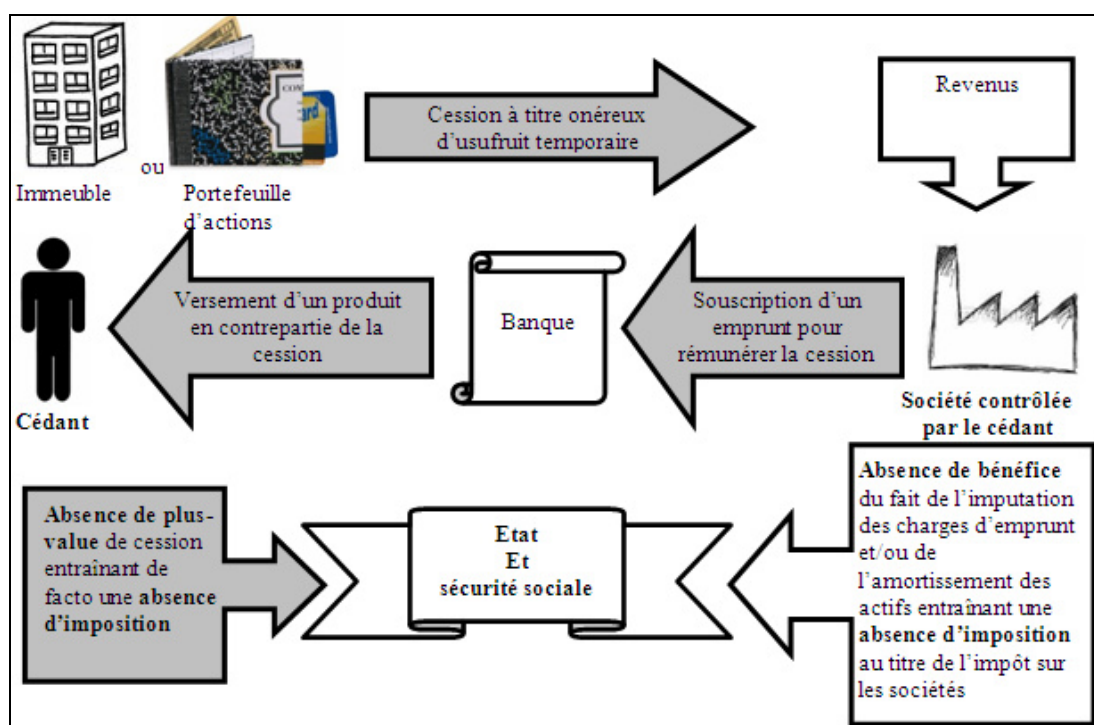 Cession à titre onéreux
d'usufruit temporaire
Revenus
ou
Immeuble
Portefeuille
d'actions
Versement d'un produit
en contrepartie de la
cession
Banque
Souscription d'un
emprunt pour
rémunérer la cession
Cédant
Société contrôlée
par le cédant
Absence de plus-
value de cession
entraînant de
facto une absence
d'imposition
Etat
Et
sécurité sociale
Absence de bénéfice
du fait de l'imputation
des charges d'emprunt
et/ou de
l'amortissement des
actifs entraînant une
absence d'imposition
au titre de l'impôt sur
les sociétés